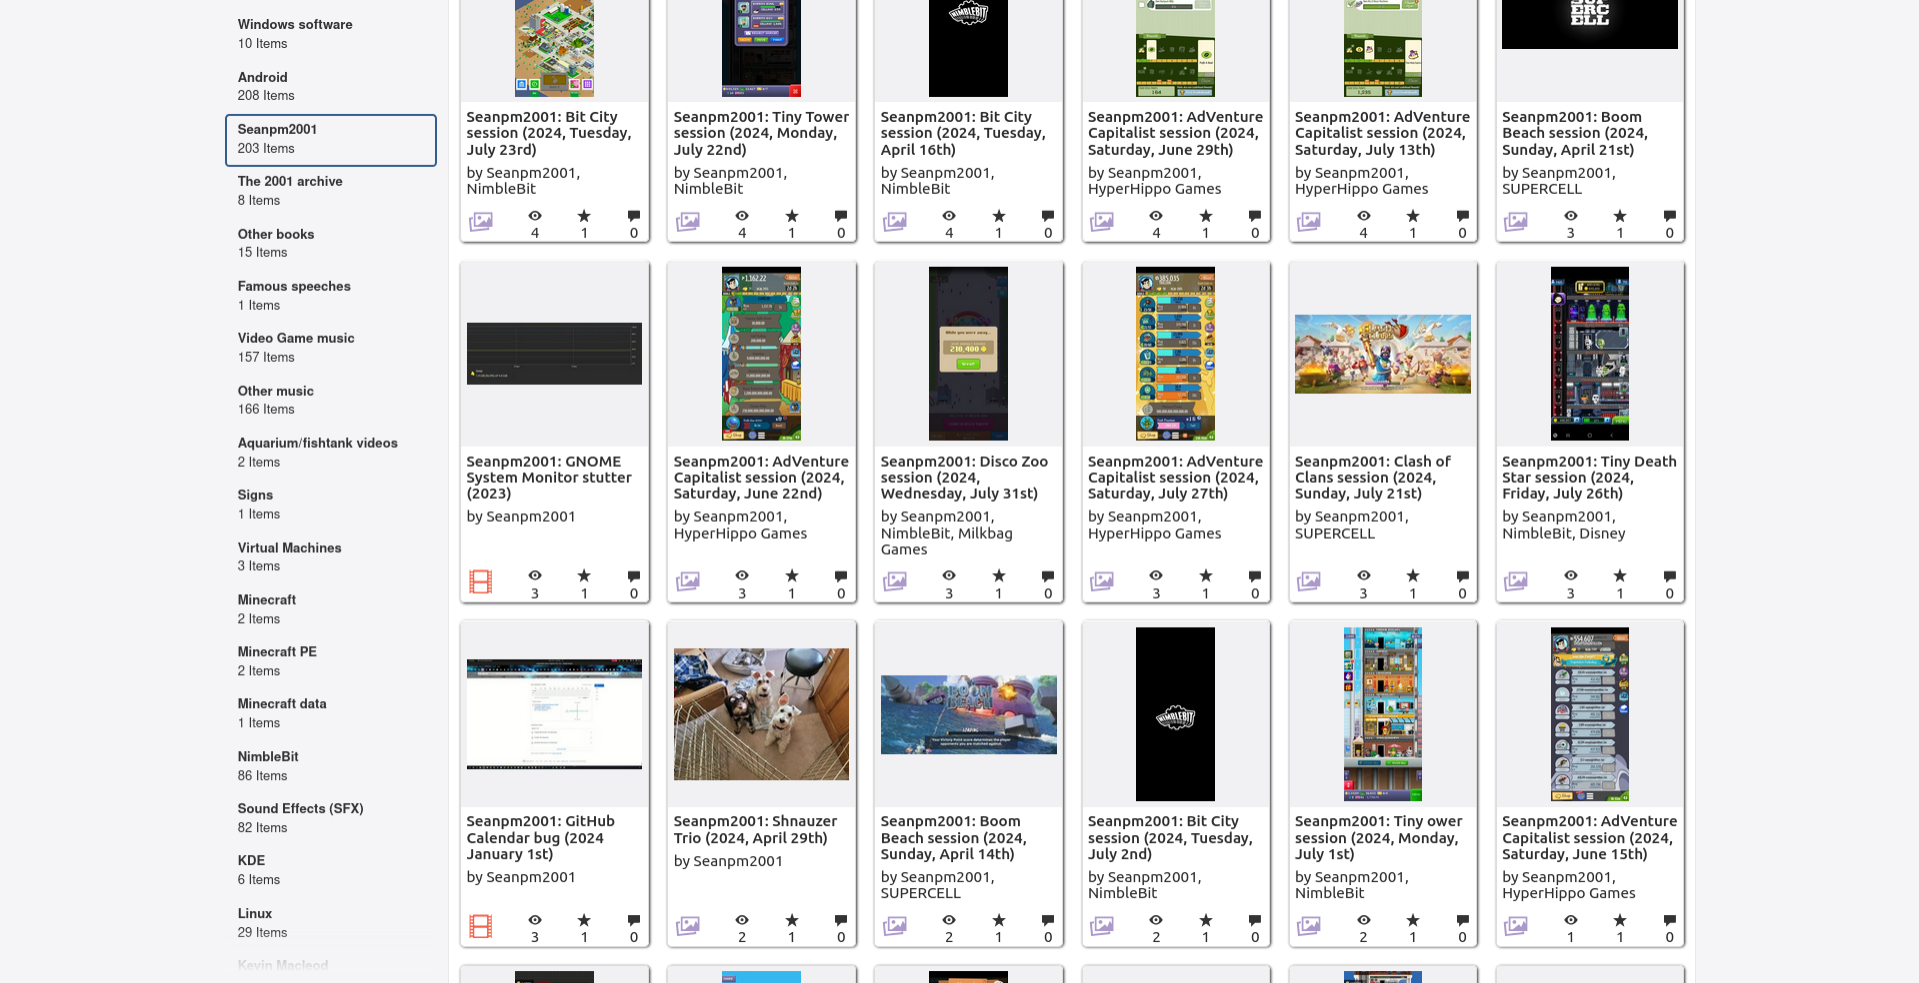 Windows software
10 Items
Android
208 Items
Seanpm2001
203 Items
The 2001 archive
8 Items
Other books
15 Items
Famous speeches
1 Items
Video Game music
157 Items
Other music
166 Items
Aquarium/fishtank videos
2 Items
Signs
1 Items
Virtual Machines
3 Items
Minecraft
2 Items
Minecraft PE
2 Items
Minecraft data
1 Items
NimbleBit
86 Items
Sound Effects (SFX)
82 Items
KDE
6 Items
Linux
29 Items
Kevin Macleod
NIMBLEBIT
ERC
ELL
Seanpm2001: Bit City
session (2024, Tuesday,
July 23rd)
by Seanpm2001,
NimbleBit
4 1 0
Seanpm2001: Tiny Tower
session (2024, Monday,
July 22nd)
by Seanpm2001,
NimbleBit
4 1 0
Seanpm2001: Bit City
session (2024, Tuesday,
April 16th)
by Seanpm2001,
NimbleBit
4 1 0
Seanpm2001: AdVenture
Capitalist session (2024,
Saturday, June 29th)
by Seanpm2001,
HyperHippo Games
4 1 0
Seanpm2001: AdVenture
Capitalist session (2024,
Saturday, July 13th)
by Seanpm2001,
HyperHippo Games
4 1 0
Seanpm2001: Boom
Beach session (2024,
Sunday, April 21st)
by Seanpm2001,
SUPERCELL
3 1 0
Seanpm2001: GNOME
System Monitor stutter
(2023)
by Seanpm2001
3 1 0
Seanpm2001: AdVenture
Capitalist session (2024,
Saturday, June 22nd)
by Seanpm2001,
HyperHippo Games
3 1 0
210,400
Seanpm2001: Disco Zoo
session (2024,
Wednesday, July 31st)
by Seanpm2001,
NimbleBit, Milkbag
Games
3 1 0
Seanpm2001: AdVenture
Capitalist session (2024,
Saturday, July 27th)
by Seanpm2001,
HyperHippo Games
3 1 0
Seanpm2001: Clash of
Clans session (2024,
Sunday, July 21st)
by Seanpm2001,
SUPERCELL
3 1 0
Seanpm2001: Tiny Death
Star session (2024,
Friday, July 26th)
by Seanpm2001,
NimbleBit, Disney
3 1 0
Seanpm2001: GitHub
Calendar bug (2024
January 1st)
by Seanpm2001
3 1 0
Seanpm2001: Shnauzer
Trio (2024, April 29th)
by Seanpm2001
2 1 0
BOOM
BEACH
Seanpm2001: Boom
Beach session (2024,
Sunday, April 14th)
by Seanpm2001,
SUPERCELL
2 1 0
NIMBLEBIT
Seanpm2001: Bit City
session (2024, Tuesday,
July 2nd)
by Seanpm2001,
NimbleBit
2 1 0
Seanpm2001: Tiny ower
session (2024, Monday,
July 1st)
by Seanpm2001,
NimbleBit
2 1 0
Seanpm2001: AdVenture
Capitalist session (2024,
Saturday, June 15th)
by Seanpm2001,
HyperHippo Games
1 1 0